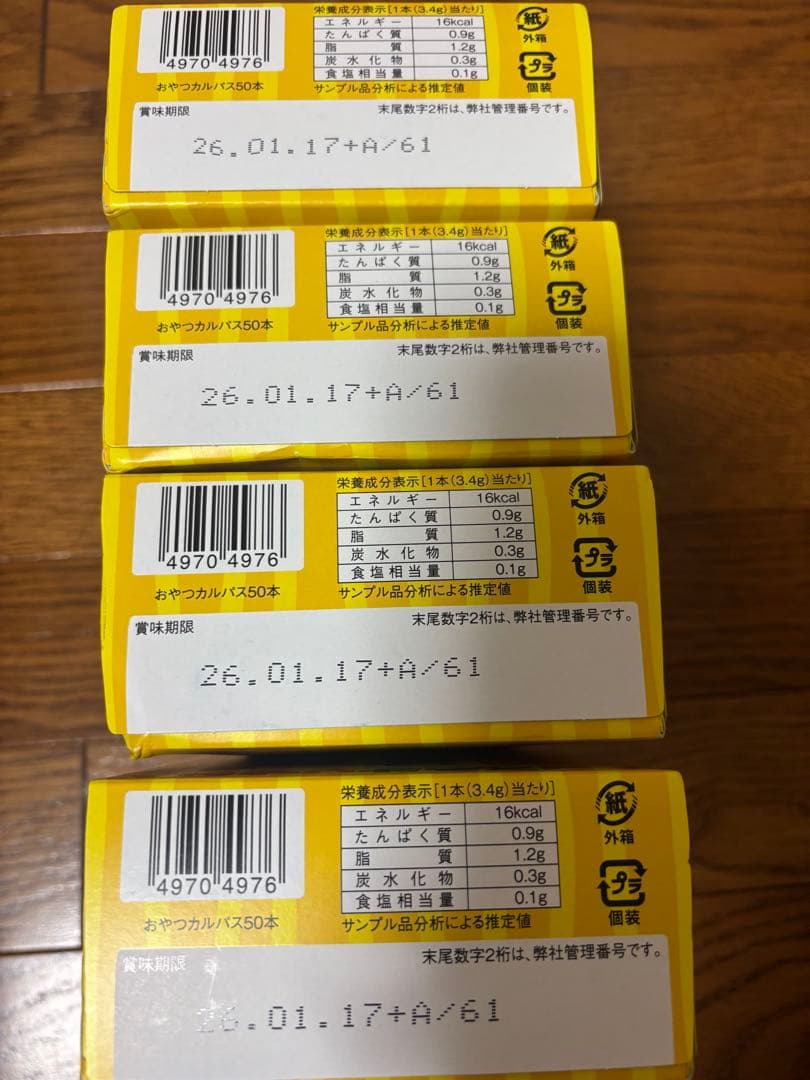 栄養成分表示[1本(3.4g)当たり]
エネルギー 16kcal
たんぱく質 0.9g
脂質 1.2g
炭水化物 0.3g
食塩相当量 0.1g
サンプル品分析による推定値
紙
外箱
プラ
個装
4970 4976
おやつカルパス50本
賞味期限
末尾数字2桁は、弊社管理番号です。
26.01.17+A/61
栄養成分表示[1本(3.4g)当たり]
エネルギー 16kcal
たんぱく質 0.9g
脂質 1.2g
炭水化物 0.3g
食塩相当量 0.1g
サンプル品分析による推定値
紙
外箱
プラ
個装
4970 4976
おやつカルパス50本
賞味期限
末尾数字2桁は、弊社管理番号です。
26.01.17+A/61
栄養成分表示[1本(3.4g)当たり]
エネルギー 16kcal
たんぱく質 0.9g
脂質 1.2g
炭水化物 0.3g
食塩相当量 0.1g
サンプル品分析による推定値
紙
外箱
プラ
個装
4970 4976
おやつカルパス50本
賞味期限
末尾数字2桁は、弊社管理番号です。
26.01.17+A/61
栄養成分表示[1本(3.4g)当たり]
エネルギー 16kcal
たんぱく質 0.9g
脂質 1.2g
炭水化物 0.3g
食塩相当量 0.1g
サンプル品分析による推定値
紙
外箱
プラ
個装
4970 4976
おやつカルパス50本
賞味期限
末尾数字2桁は、弊社管理番号です。
26.01.17+A/61